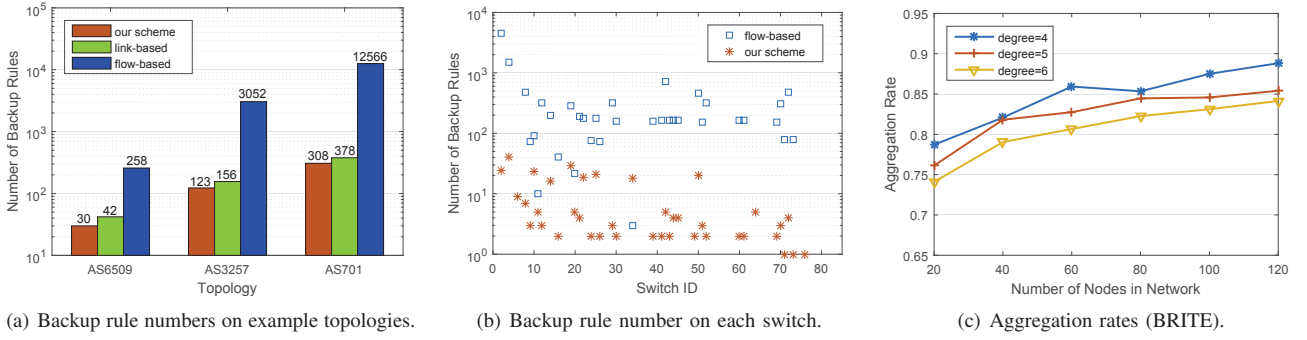 10^5
10^4
10^3
10^2
10^1
Number of Backup Rules
our scheme
link-based
flow-based
30
42
258
123
156
3052
308
378
12566
AS6509
AS3257
AS701
Topology
(a) Backup rule numbers on example topologies.
10^4
10^3
10^2
10^1
10^0
Number of Backup Rules
flow-based
our scheme
0 10 20 30 40 50 60 70 80
Switch ID
(b) Backup rule number on each switch.
0.95
0.9
0.85
0.8
0.75
0.7
0.65
Aggregation Rate
degree=4
degree=5
degree=6
20 40 60 80 100 120
Number of Nodes in Network
(c) Aggregation rates (BRITE).